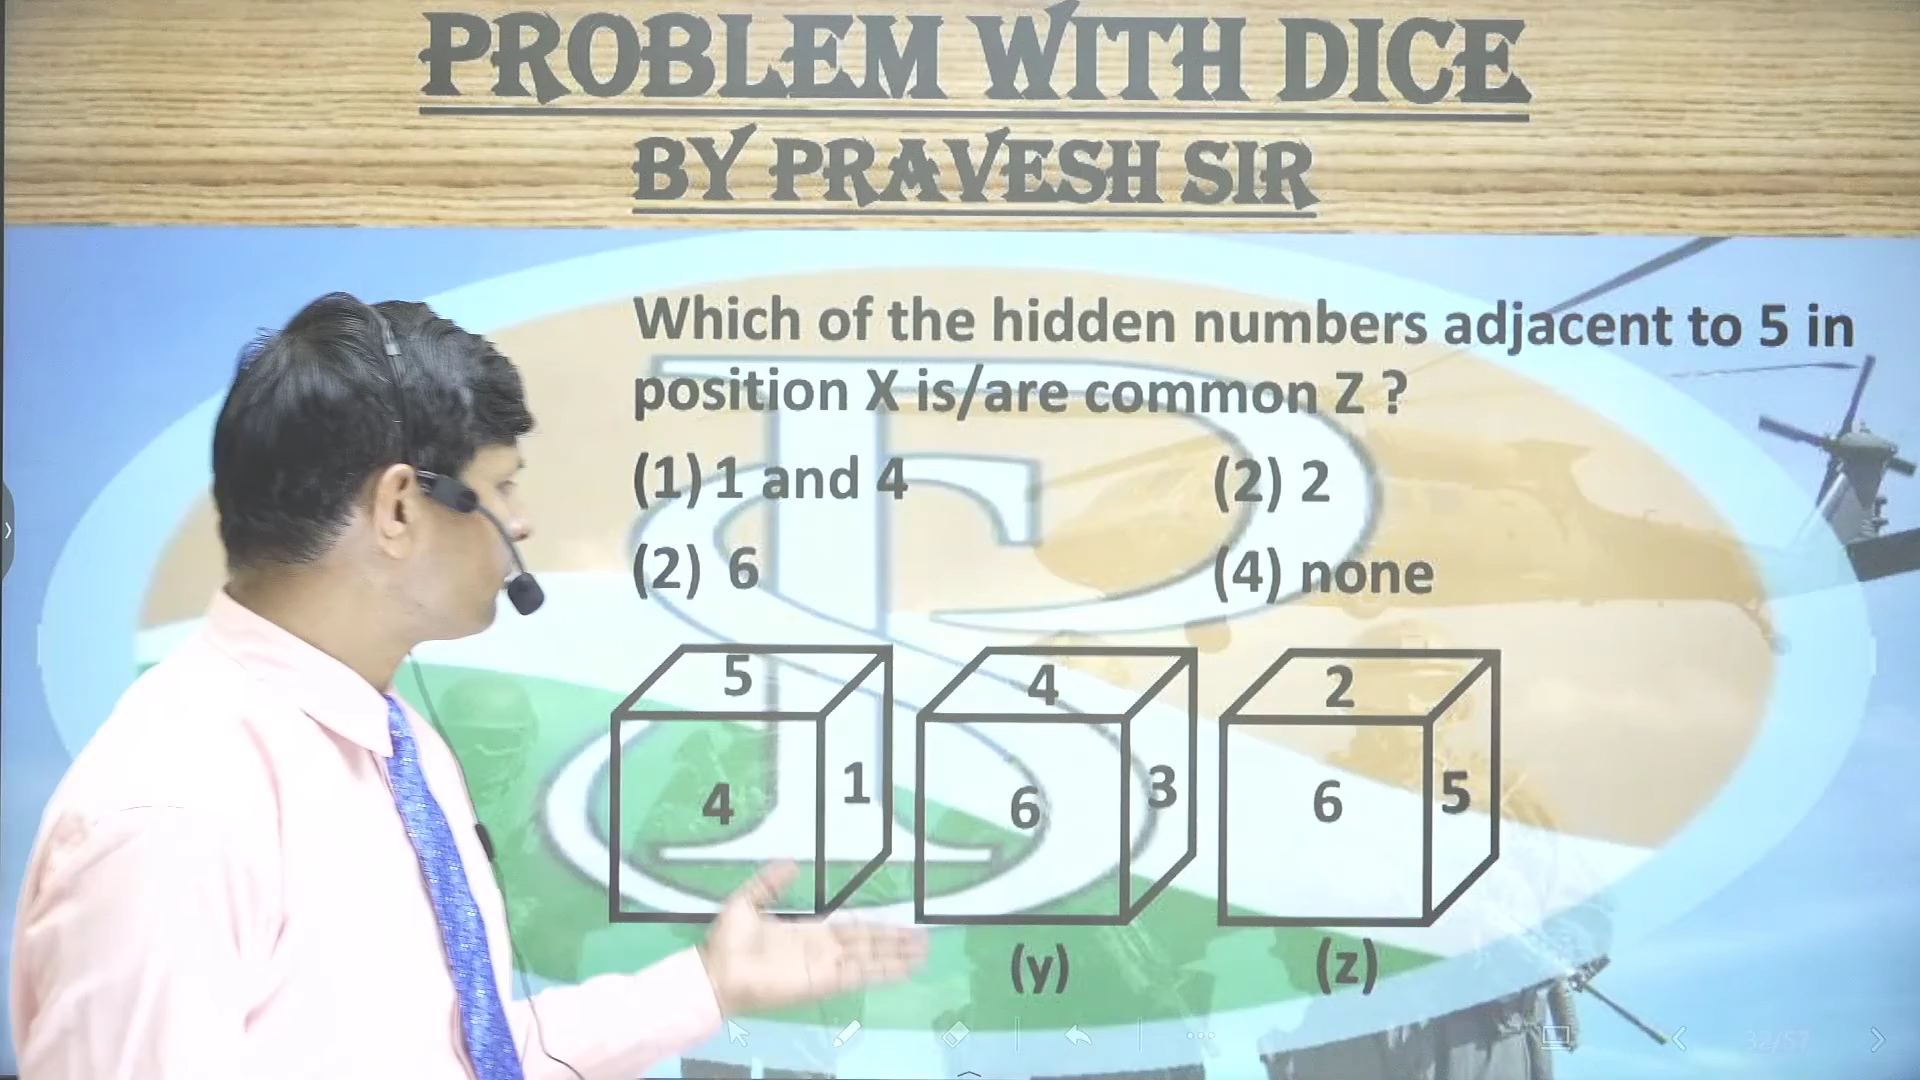 PROBLEM WITH DICE
BY PRAVESH SIR
Which of the hidden numbers adjacent to 5 in
position X is/are common Z ?
(1) 1 and 4 (2) 2
(2) 6 (4) none
5 4 2
4 1 6 3 6 5
(y) (z)
32/57